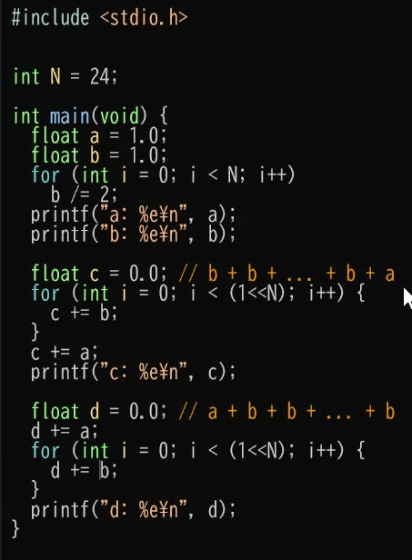 #include <stdio.h>
int N = 24;
int main(void) {
float a = 1.0;
float b = 1.0;
for (int i = 0; i < N; i++)
b /= 2;
printf("a: %e¥n", a);
printf("b: %e¥n", b);
float c = 0.0; // b + b + ... + b + a
for (int i = 0; i < (1<<N); i++) {
c += b;
}
c += a;
printf("c: %e¥n", c);
float d = 0.0; // a + b + b + ... + b
d += a;
for (int i = 0; i < (1<<N); i++) {
d += b;
}
printf("d: %e¥n", d);
}